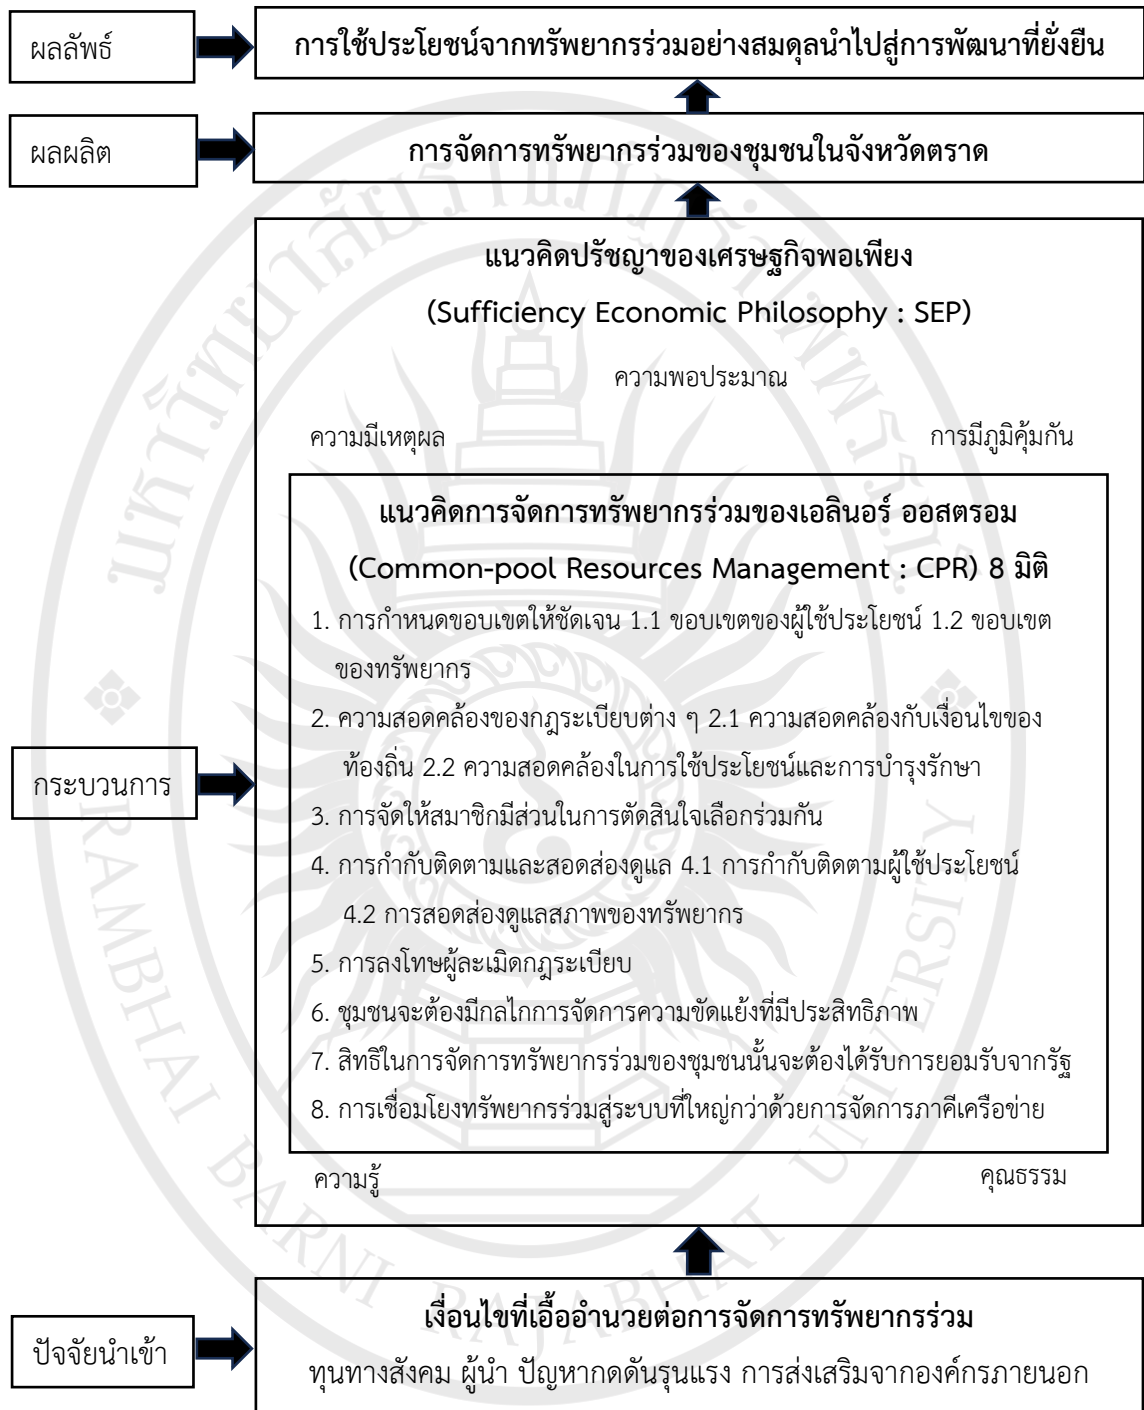 ผลลัพธ์
การใช้ประโยชน์จากทรัพยากรร่วมอย่างสมดุลนำไปสู่การพัฒนาที่ยั่งยืน
ผลผลิต
การจัดการทรัพยากรร่วมของชุมชนในจังหวัดตราด
แนวคิดปรัชญาของเศรษฐกิจพอเพียง
(Sufficiency Economic Philosophy : SEP)
ความพอประมาณ
ความมีเหตุผล
การมีภูมิคุ้มกัน
แนวคิดการจัดการทรัพยากรร่วมของเอลินอร์ ออสตรอม
(Common-pool Resources Management : CPR) 8 มิติ
1. การกำหนดขอบเขตให้ชัดเจน 1.1 ขอบเขตของผู้ใช้ประโยชน์ 1.2 ขอบเขต
ของทรัพยากร
2. ความสอดคล้องของกฎระเบียบต่าง ๆ 2.1 ความสอดคล้องกับเงื่อนไขของ
ท้องถิ่น 2.2 ความสอดคล้องในการใช้ประโยชน์และการบำรุงรักษา
กระบวนการ
3. การจัดให้สมาชิกมีส่วนในการตัดสินใจเลือกร่วมกัน
4. การกำกับติดตามและสอดส่องดูแล 4.1 การกำกับติดตามผู้ใช้ประโยชน์
4.2 การสอดส่องดูแลสภาพของทรัพยากร
5. การลงโทษผู้ละเมิดกฎระเบียบ
6. ชุมชนจะต้องมีกลไกการจัดการความขัดแย้งที่มีประสิทธิภาพ
7. สิทธิในการจัดการทรัพยากรร่วมของชุมชนนั้นจะต้องได้รับการยอมรับจากรัฐ
8. การเชื่อมโยงทรัพยากรร่วมสู่ระบบที่ใหญ่กว่าด้วยการจัดการภาคีเครือข่าย
ความรู้
คุณธรรม
เงื่อนไขที่เอื้ออำนวยต่อการจัดการทรัพยากรร่วม
ปัจจัยนำเข้า
ทุนทางสังคม ผู้นำ ปัญหากดดันรุนแรง การส่งเสริมจากองค์กรภายนอก
มหาวิทยาลัยราชภัฏรำไพพรรณี
RAMBHAI BARNI RAJABHAT UNIVERSITY